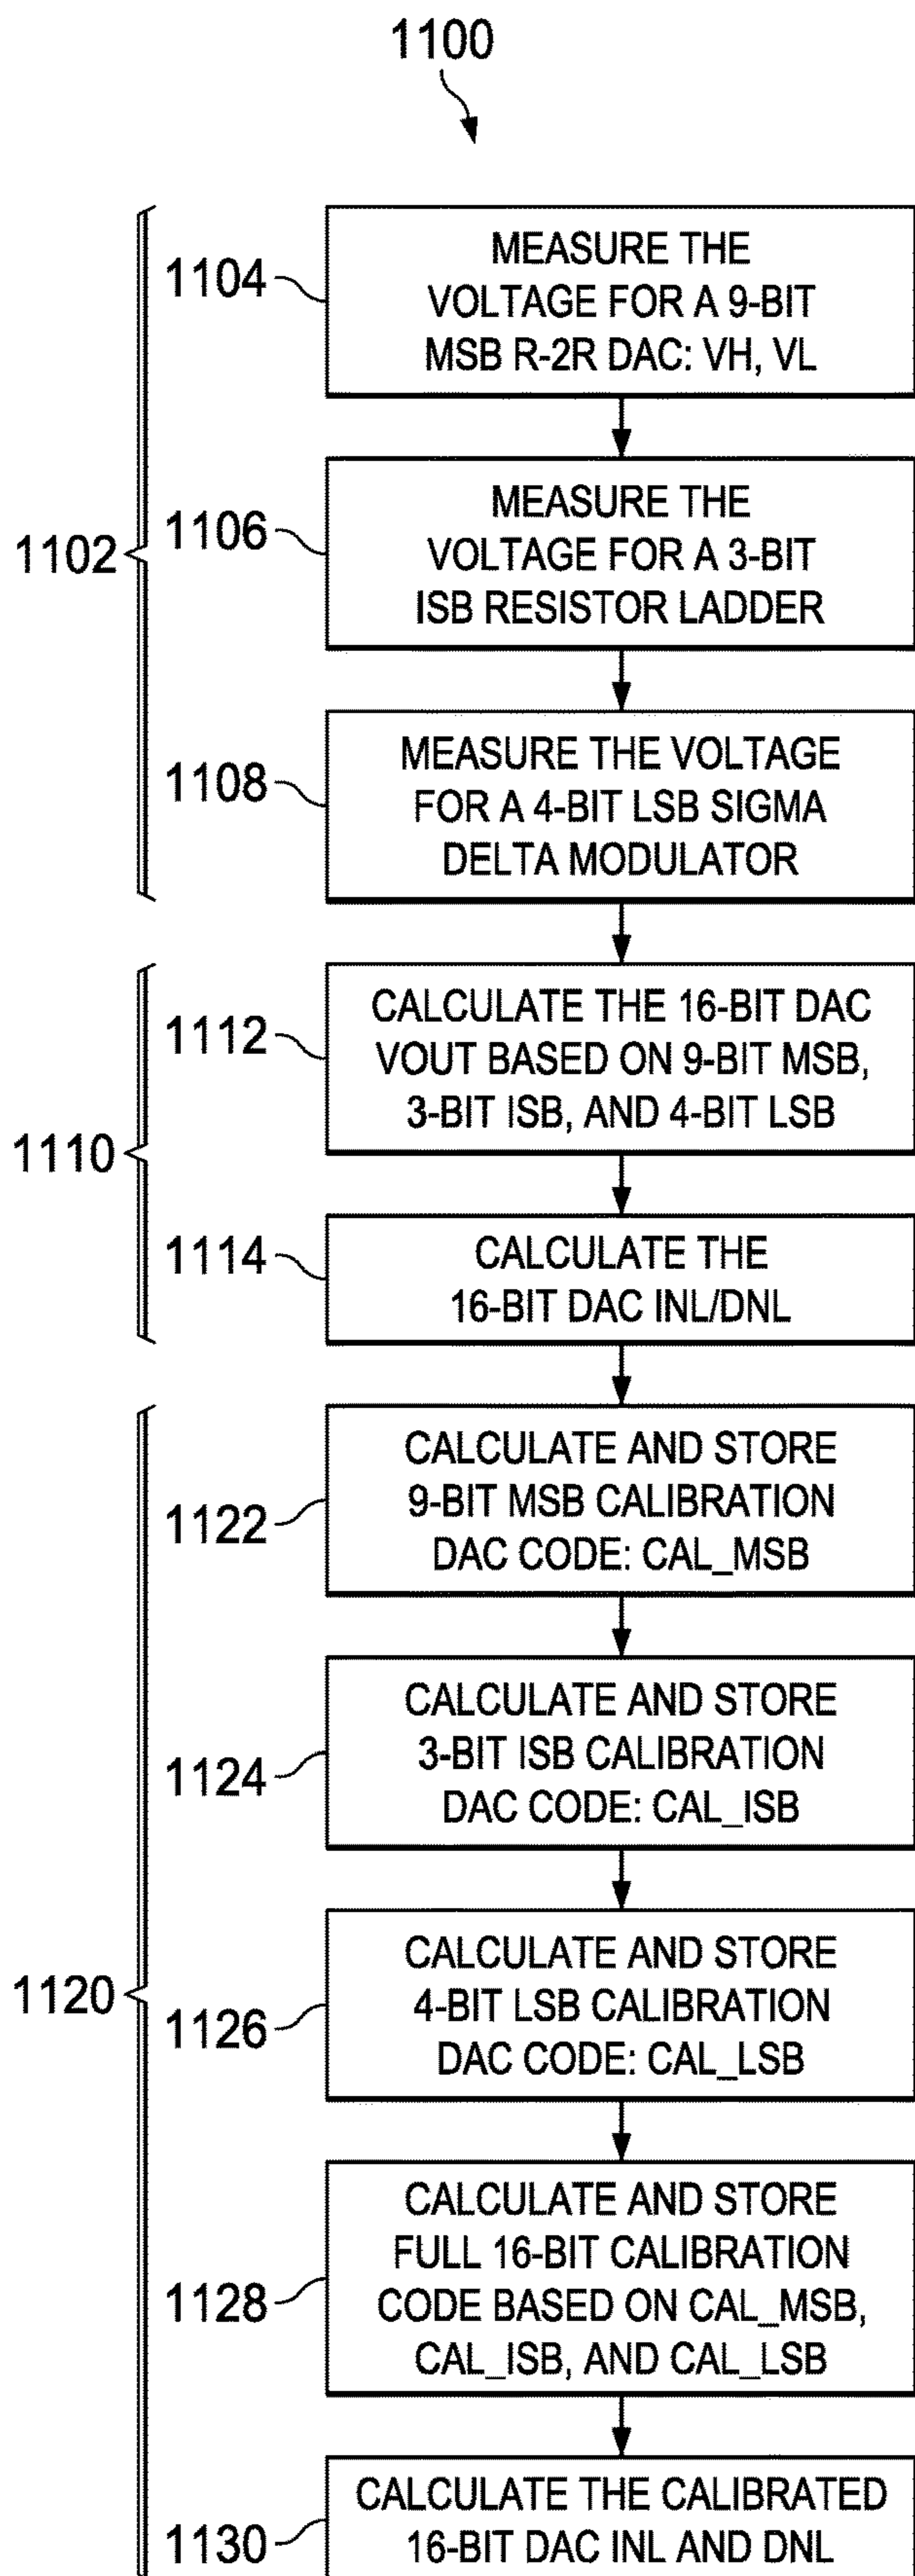 1100
1102
1104
MEASURE THE
VOLTAGE FOR A 9-BIT
MSB R-2R DAC: VH, VL
1106
MEASURE THE
VOLTAGE FOR A 3-BIT
ISB RESISTOR LADDER
1108
MEASURE THE VOLTAGE
FOR A 4-BIT LSB SIGMA
DELTA MODULATOR
1110
1112
CALCULATE THE 16-BIT DAC
VOUT BASED ON 9-BIT MSB,
3-BIT ISB, AND 4-BIT LSB
1114
CALCULATE THE
16-BIT DAC INL/DNL
1120
1122
CALCULATE AND STORE
9-BIT MSB CALIBRATION
DAC CODE: CAL_MSB
1124
CALCULATE AND STORE
3-BIT ISB CALIBRATION
DAC CODE: CAL_ISB
1126
CALCULATE AND STORE
4-BIT LSB CALIBRATION
DAC CODE: CAL_LSB
1128
CALCULATE AND STORE
FULL 16-BIT CALIBRATION
CODE BASED ON CAL_MSB,
CAL_ISB, AND CAL_LSB
1130
CALCULATE THE CALIBRATED
16-BIT DAC INL AND DNL